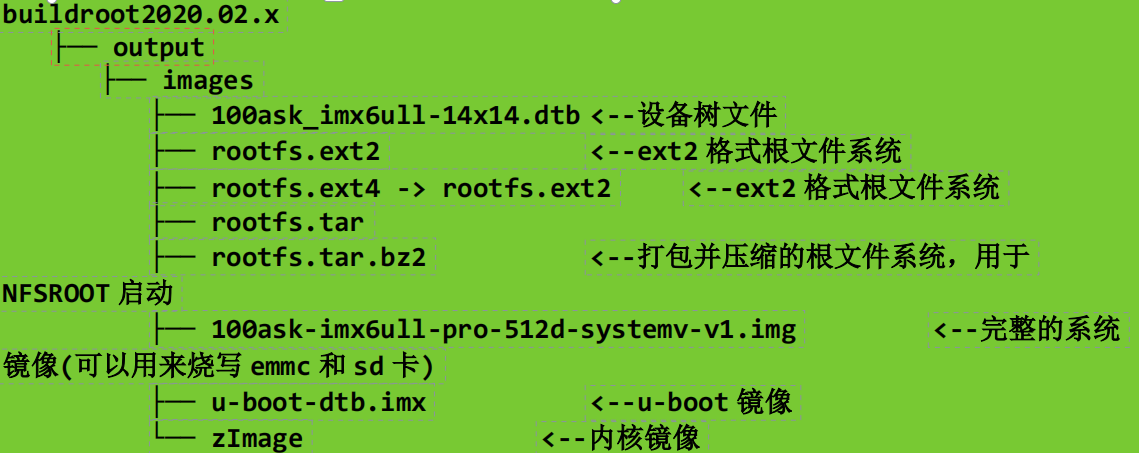 buildroot2020.02.x
├── output
├── images
├── 100ask_imx6ull-14x14.dtb <--设备树文件
├── rootfs.ext2 <--ext2 格式根文件系统
├── rootfs.ext4 -> rootfs.ext2 <--ext2 格式根文件系统
├── rootfs.tar
├── rootfs.tar.bz2 <--打包并压缩的根文件系统，用于
NFSROOT 启动
├── 100ask-imx6ull-pro-512d-systemv-v1.img <--完整的系统
镜像(可以用来烧写 emmc 和 sd 卡)
├── u-boot-dtb.imx <--u-boot 镜像
└── zImage <--内核镜像